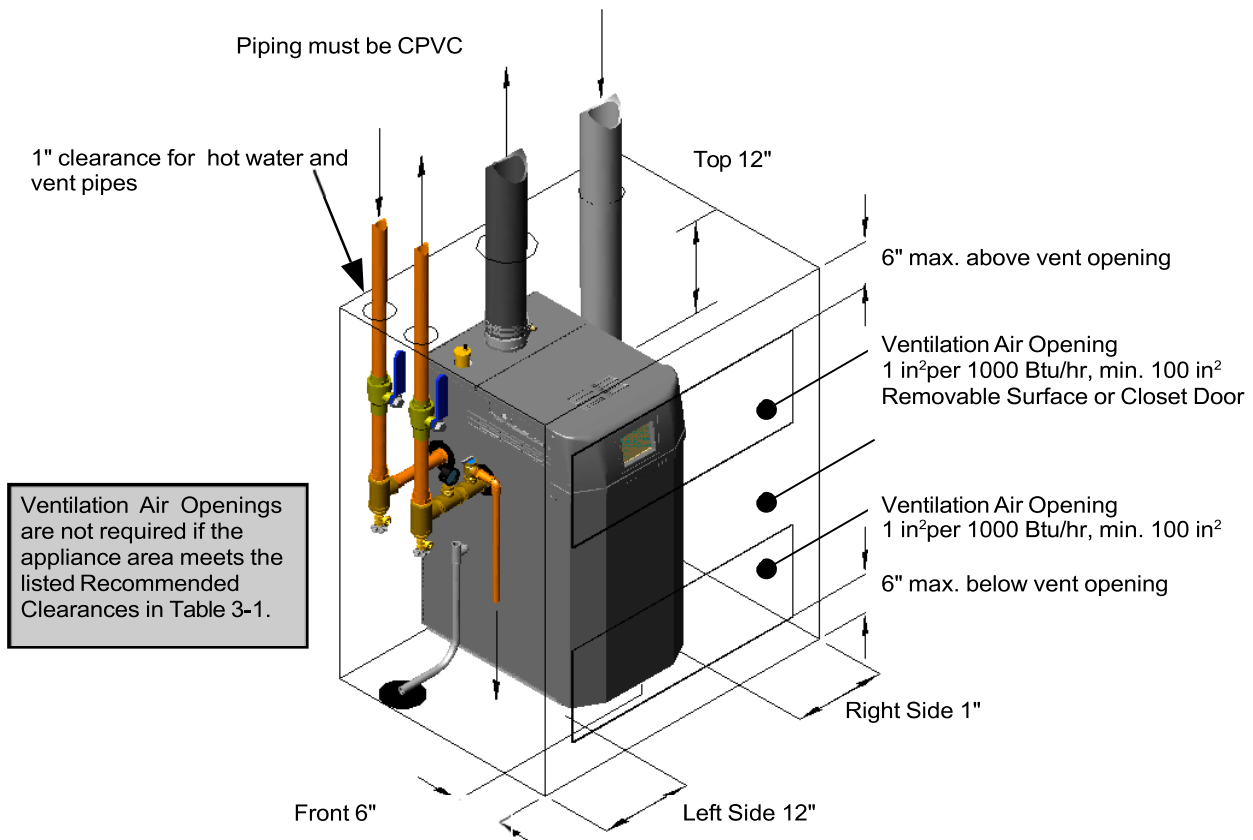 Piping must be CPVC
1" clearance for hot water and
vent pipes
Top 12"
6" max. above vent opening
Ventilation Air Opening
1 in²per 1000 Btu/hr, min. 100 in²
Removable Surface or Closet Door
Ventilation Air Opening
1 in²per 1000 Btu/hr, min. 100 in²
6" max. below vent opening
Ventilation Air Openings
are not required if the
appliance area meets the
listed Recommended
Clearances in Table 3-1.
Right Side 1"
Front 6"
Left Side 12"